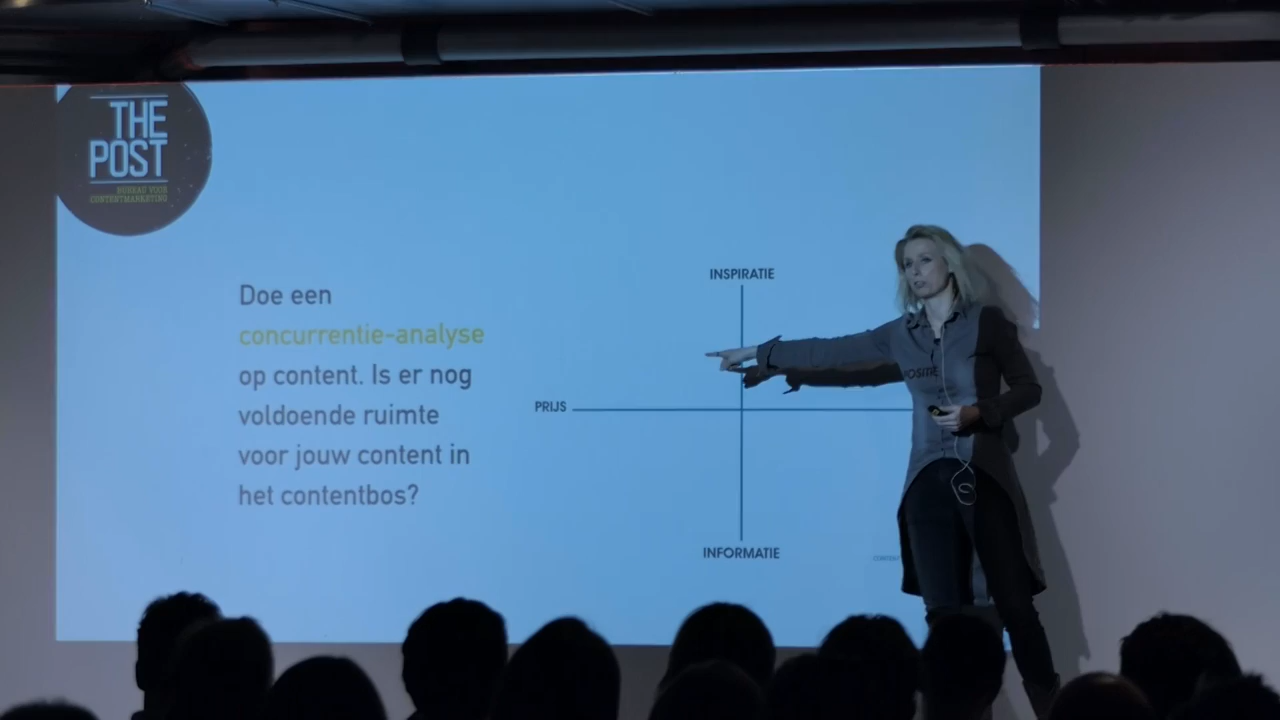 THE
POST
BUREAU VOOR
CONTENTMARKETING
Doe een
concurrentie-analyse
op content. Is er nog
voldoende ruimte
voor jouw content in
het contentbos?
INSPIRATIE
PRIJS
INFORMATIE